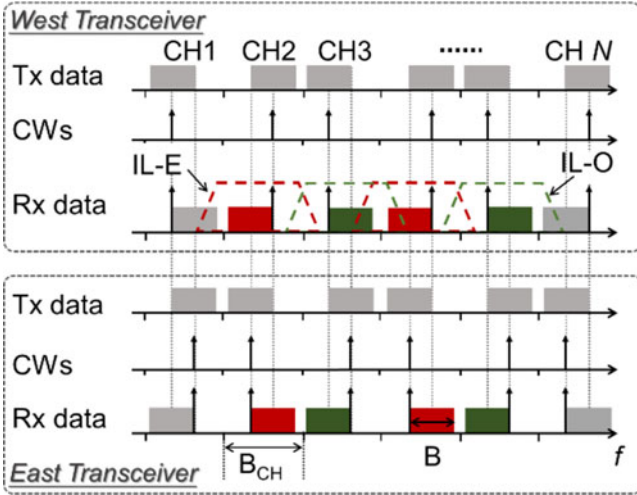 West Transceiver
CH1 CH2 CH3 ...... CH N
Tx data
CWs
IL-E IL-O
Rx data
Tx data
CWs
Rx data
B_CH B f
East Transceiver